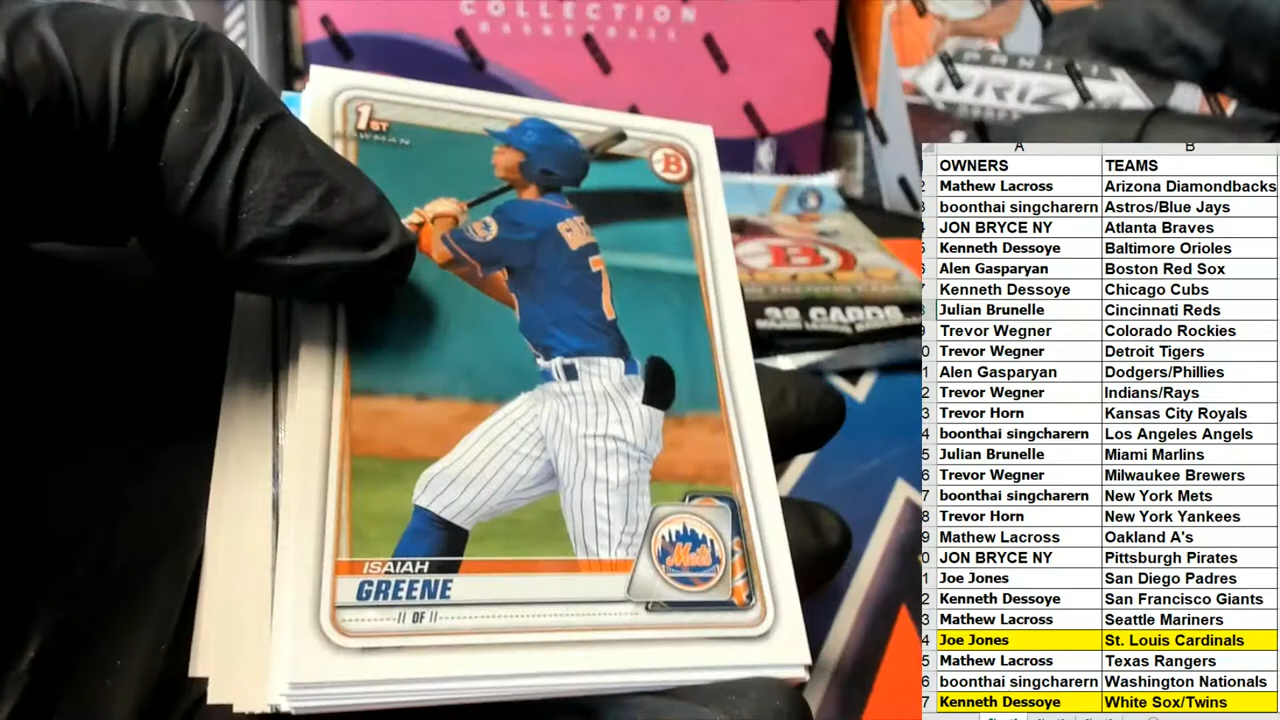 COLLECTION
BASKETBALL
PANINI
PRIZM
1ST
BOWMAN
B
GREENE
7
Mets
ISAIAH
GREENE
|| OF ||
B
32 CARDS
A B
OWNERS TEAMS
Mathew Lacross Arizona Diamondbacks
boonthai singcharern Astros/Blue Jays
JON BRYCE NY Atlanta Braves
Kenneth Dessoye Baltimore Orioles
Alen Gasparyan Boston Red Sox
Kenneth Dessoye Chicago Cubs
Julian Brunelle Cincinnati Reds
Trevor Wegner Colorado Rockies
Trevor Wegner Detroit Tigers
Alen Gasparyan Dodgers/Phillies
Trevor Wegner Indians/Rays
Trevor Horn Kansas City Royals
boonthai singcharern Los Angeles Angels
Julian Brunelle Miami Marlins
Trevor Wegner Milwaukee Brewers
boonthai singcharern New York Mets
Trevor Horn New York Yankees
Mathew Lacross Oakland A's
JON BRYCE NY Pittsburgh Pirates
Joe Jones San Diego Padres
Kenneth Dessoye San Francisco Giants
Mathew Lacross Seattle Mariners
Joe Jones St. Louis Cardinals
Mathew Lacross Texas Rangers
boonthai singcharern Washington Nationals
Kenneth Dessoye White Sox/Twins